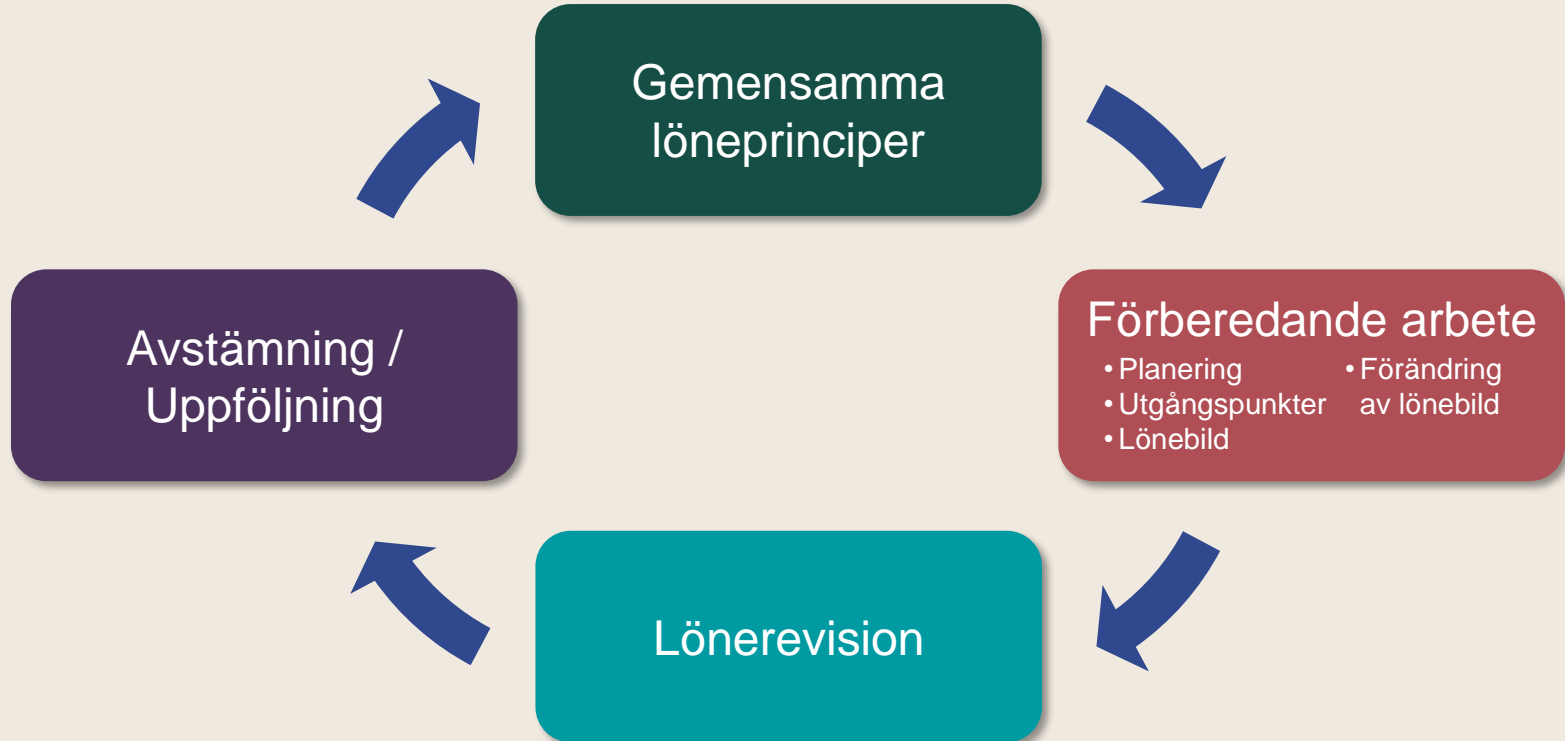 Gemensamma
löneprinciper
Förberedande arbete
• Planering
• Utgångspunkter
• Lönebild
• Förändring
av lönebild
Lönerevision
Avstämning /
Uppföljning